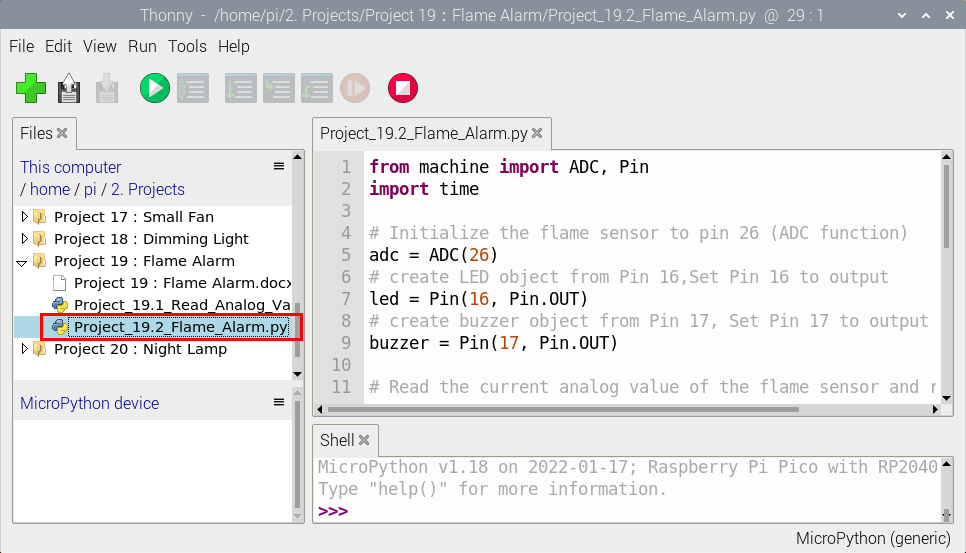 Thonny - /home/pi/2. Projects/Project 19 : Flame Alarm/Project_19.2_Flame_Alarm.py @ 29 : 1
File Edit View Run Tools Help
Files
This computer
/ home / pi / 2. Projects
Project 17 : Small Fan
Project 18 : Dimming Light
Project 19 : Flame Alarm
Project 19 : Flame Alarm.docx
Project_19.1_Read_Analog_Va
Project_19.2_Flame_Alarm.py
Project 20 : Night Lamp
MicroPython device
Project_19.2_Flame_Alarm.py
1 from machine import ADC, Pin
2 import time
3
4 # Initialize the flame sensor to pin 26 (ADC function)
5 adc = ADC(26)
6 # create LED object from Pin 16,Set Pin 16 to output
7 led = Pin(16, Pin.OUT)
8 # create buzzer object from Pin 17, Set Pin 17 to output
9 buzzer = Pin(17, Pin.OUT)
10
11 # Read the current analog value of the flame sensor and r
Shell
MicroPython v1.18 on 2022-01-17; Raspberry Pi Pico with RP2040
Type "help()" for more information.
>>>
MicroPython (generic)